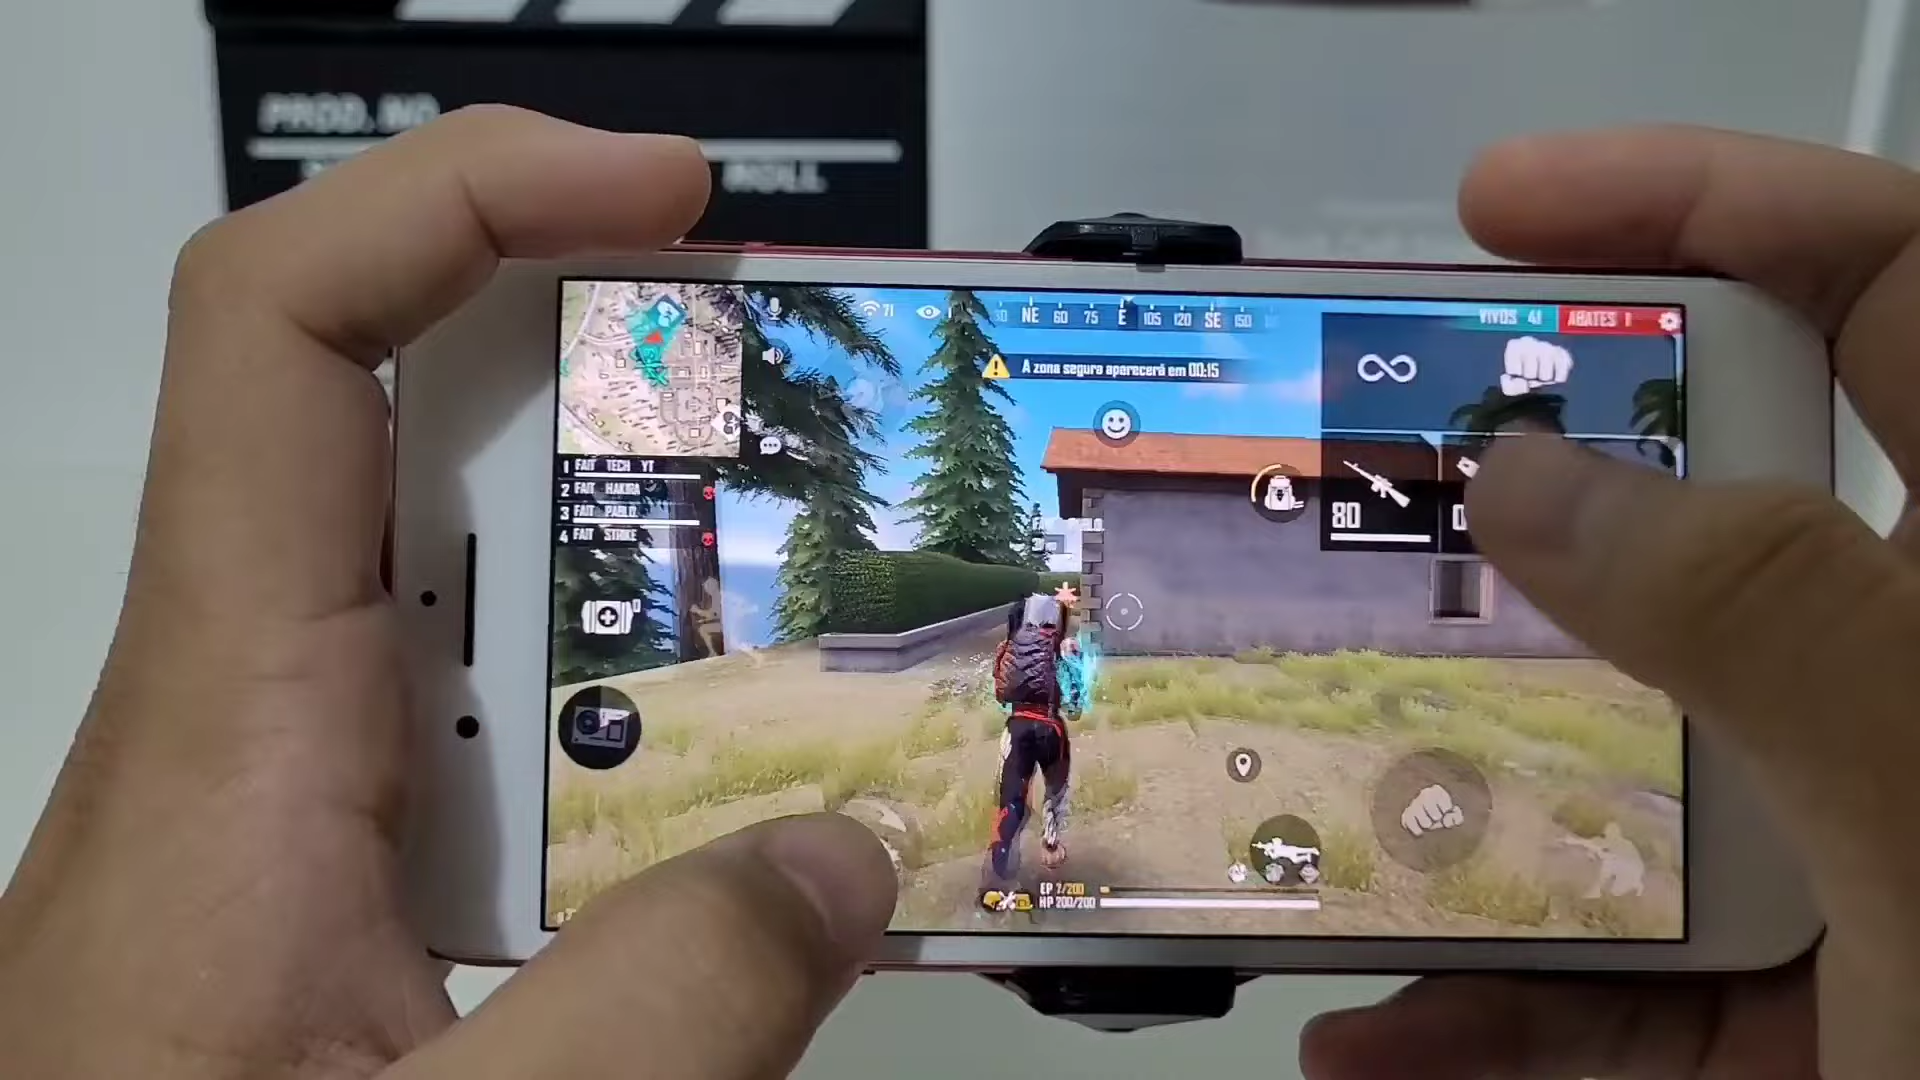 PROD. NO.
ROLL
71
NE 60 75 E 105 120 SE 150
VIVOS 41
ABATES 1
A zona segura aparecerá em 00:15
1 FAIT TECH YT
2 FAIT HAKIRA
3 FAIT PABLO.
4 FAIT STRIKE
80
0
EP 7/200
HP 200/200